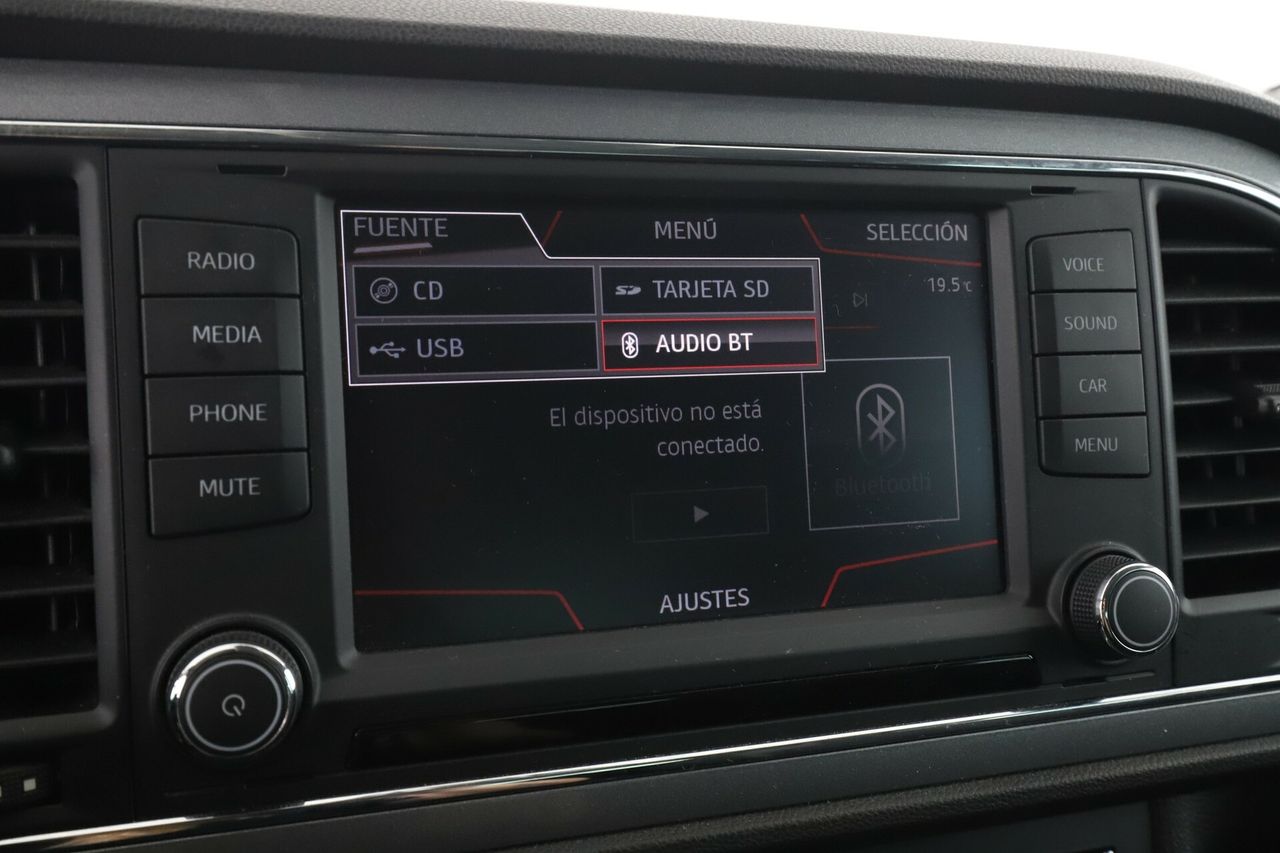 RADIO
MEDIA
PHONE
MUTE
FUENTE
MENÚ
SELECCIÓN
CD
TARJETA SD
19.5°C
USB
AUDIO BT
El dispositivo no está
conectado.
Bluetooth
AJUSTES
VOICE
SOUND
CAR
MENU